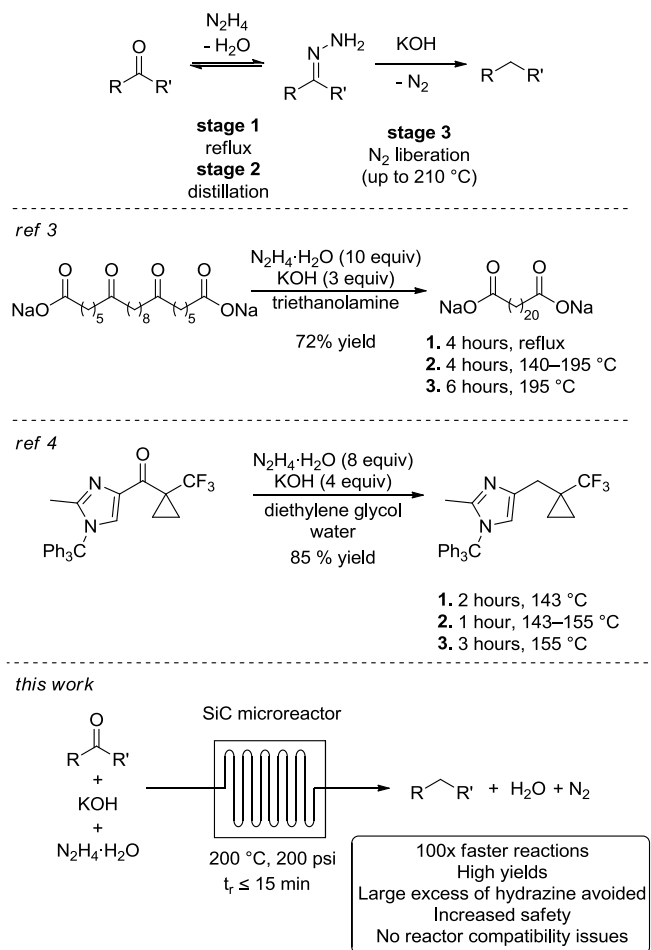 O
R R'
N₂H₄
- H₂O
NH₂
N
R R'
KOH
- N₂
R R'
stage 1
reflux
stage 2
distillation
stage 3
N₂ liberation
(up to 210 °C)
ref 3
O O O O
NaO ( )₅ ( )₈ ( )₅ ONa
N₂H₄·H₂O (10 equiv)
KOH (3 equiv)
triethanolamine
72% yield
O O
NaO ( )₂₀ ONa
1. 4 hours, reflux
2. 4 hours, 140–195 °C
3. 6 hours, 195 °C
ref 4
O
N CF₃
N
Ph₃C
N₂H₄·H₂O (8 equiv)
KOH (4 equiv)
diethylene glycol
water
85 % yield
N CF₃
N
Ph₃C
1. 2 hours, 143 °C
2. 1 hour, 143–155 °C
3. 3 hours, 155 °C
this work
O
R R'
+
KOH
+
N₂H₄·H₂O
SiC microreactor
200 °C, 200 psi
tᵣ ≤ 15 min
R R' + H₂O + N₂
100x faster reactions
High yields
Large excess of hydrazine avoided
Increased safety
No reactor compatibility issues